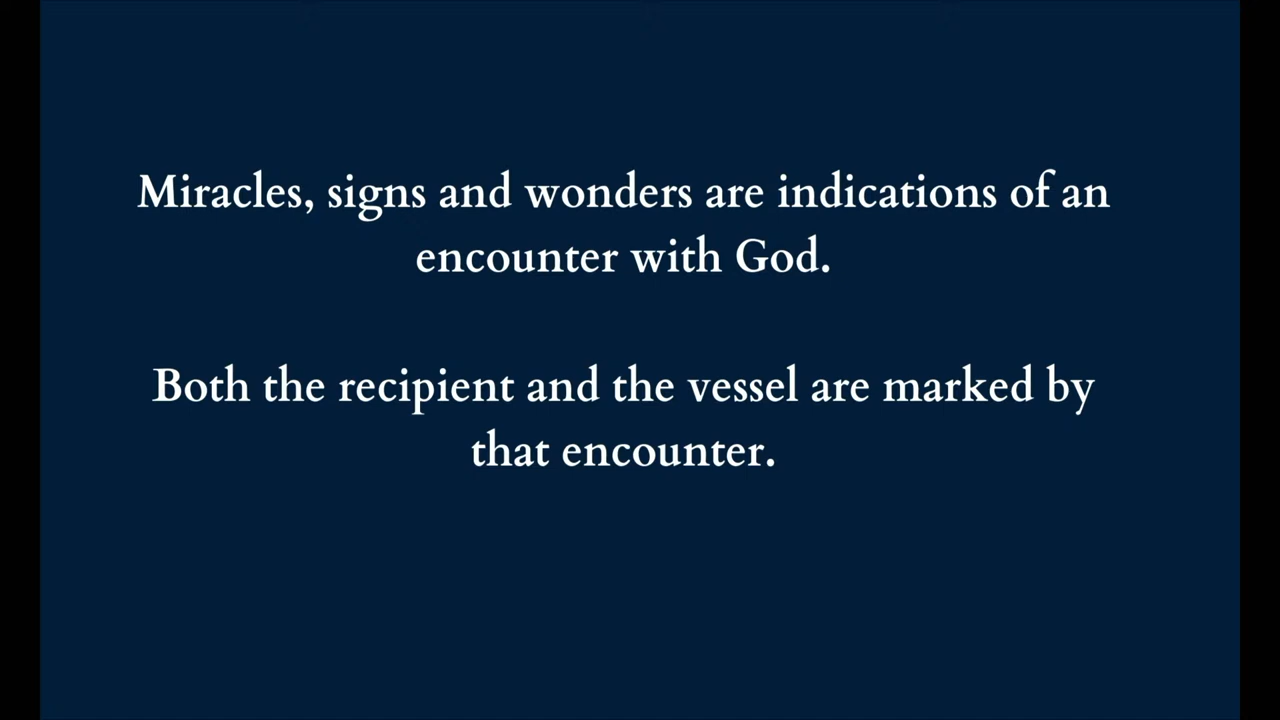 Miracles, signs and wonders are indications of an
encounter with God.
Both the recipient and the vessel are marked by
that encounter.